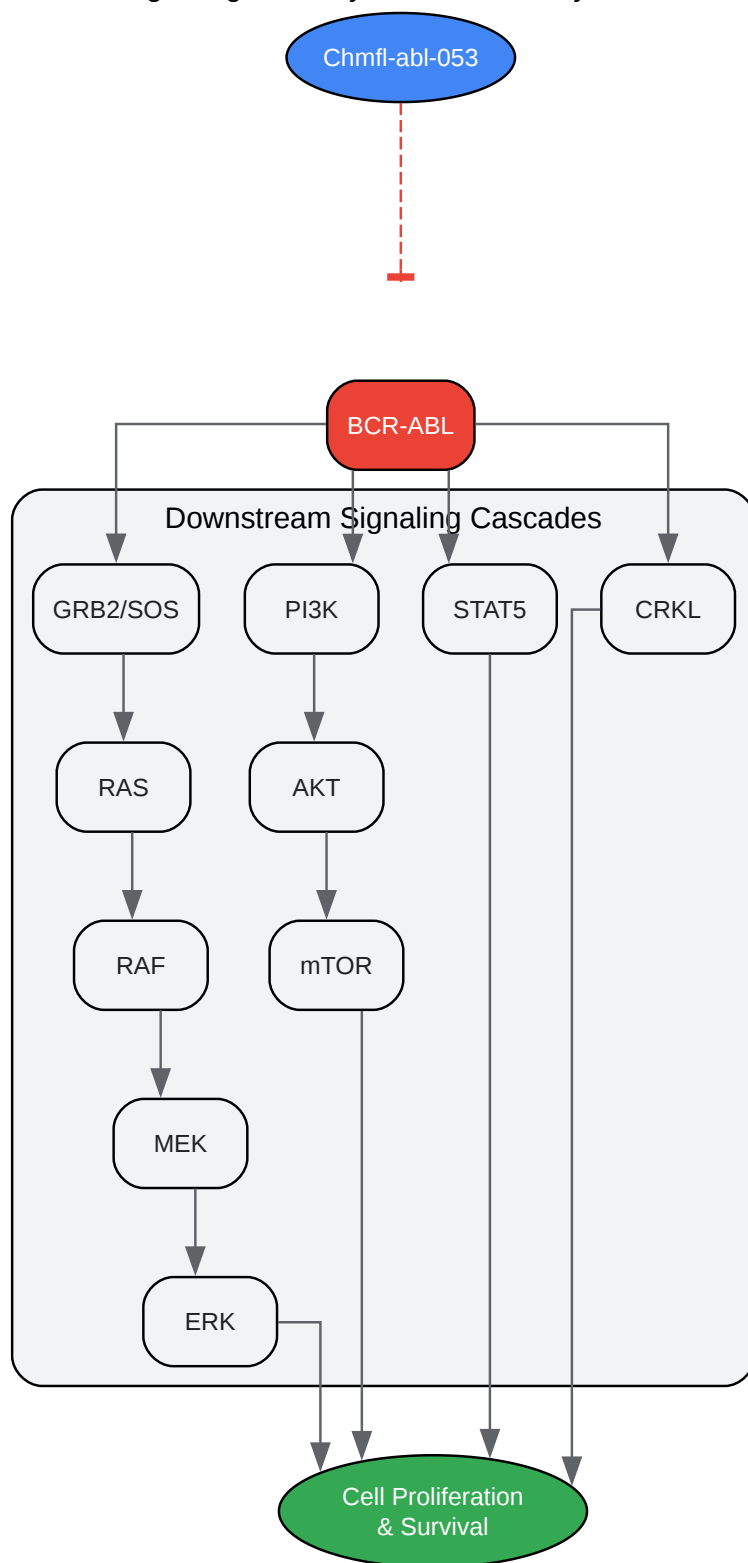 Chmfl-abl-053
BCR-ABL
Downstream Signaling Cascades
GRB2/SOS
PI3K
STAT5
CRKL
RAS
AKT
RAF
mTOR
MEK
ERK
Cell Proliferation
& Survival